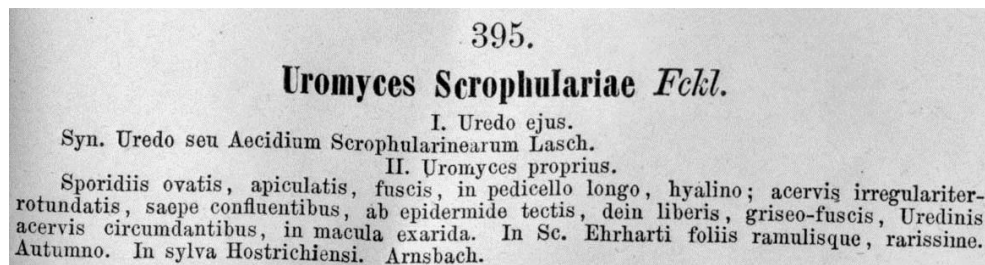 395.
Uromyces Scrophulariae Fckl.
I. Uredo ejus.
Syn. Uredo seu Aecidium Scrophularinearum Lasch.
II. Uromyces proprius.
Sporidiis ovatis, apiculatis, fuscis, in pedicello longo, hyalino; acervis irregulariter-
rotundatis, saepe confluentibus, ab epidermide tectis, dein liberis, griseo-fuscis, Uredinis
acervis circumdantibus, in macula exarida. In Sc. Ehrharti foliis ramulisque, rarissime.
Autumno. In sylva Hostrichiensi. Arnsbach.